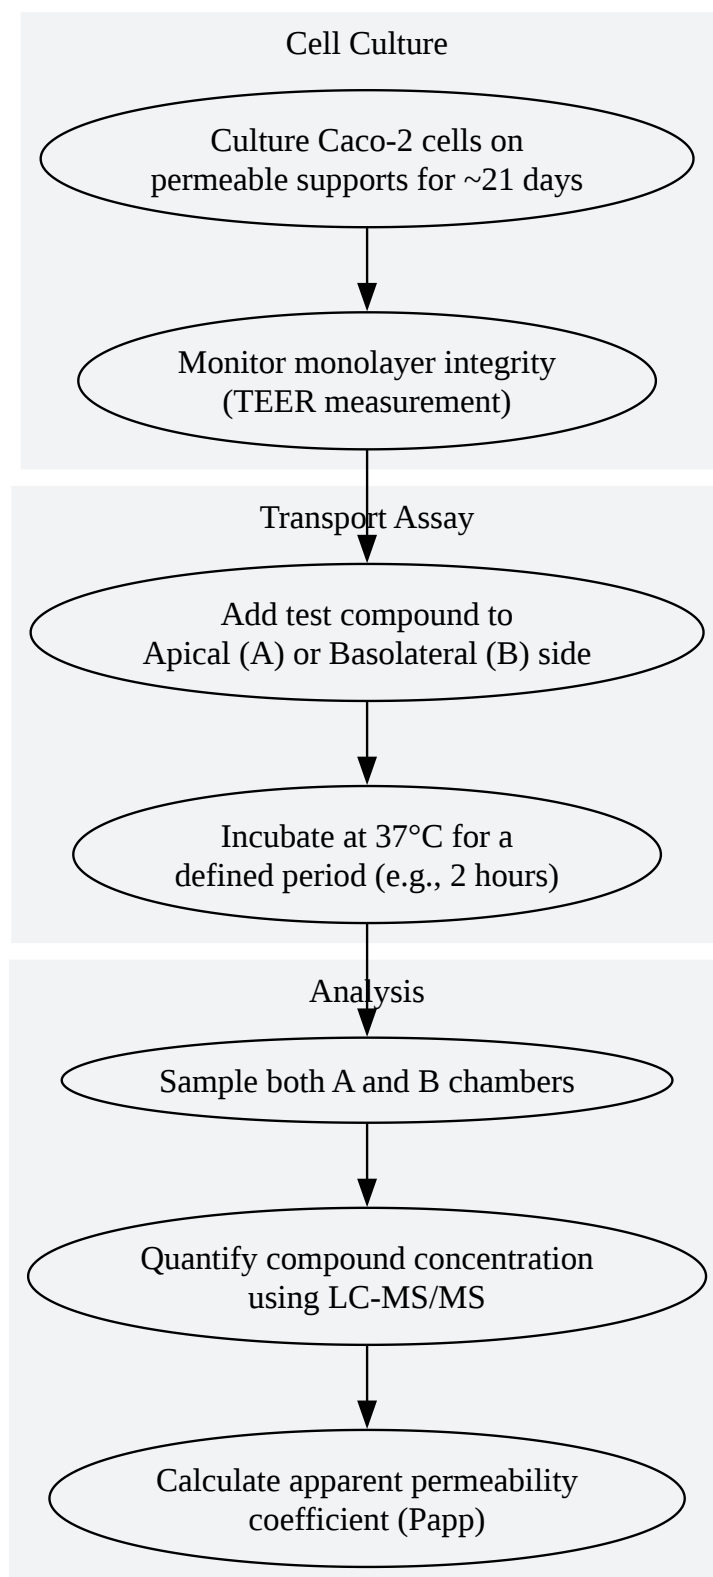 Cell Culture
Culture Caco-2 cells on
permeable supports for ~21 days
Monitor monolayer integrity
(TEER measurement)
Transport Assay
Add test compound to
Apical (A) or Basolateral (B) side
Incubate at 37°C for a
defined period (e.g., 2 hours)
Analysis
Sample both A and B chambers
Quantify compound concentration
using LC-MS/MS
Calculate apparent permeability
coefficient (Papp)